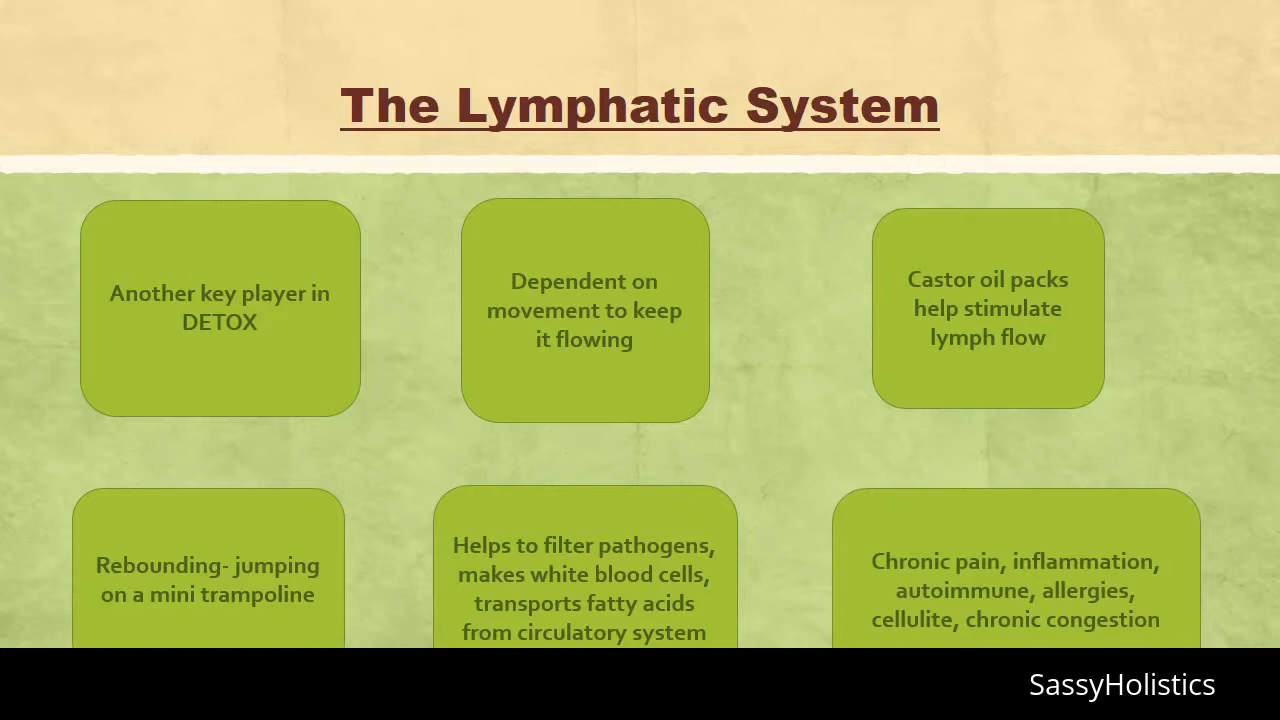 The Lymphatic System
Another key player in
DETOX
Dependent on
movement to keep
it flowing
Castor oil packs
help stimulate
lymph flow
Rebounding- jumping
on a mini trampoline
Helps to filter pathogens,
makes white blood cells,
transports fatty acids
from circulatory system
Chronic pain, inflammation,
autoimmune, allergies,
cellulite, chronic congestion
SassyHolistics